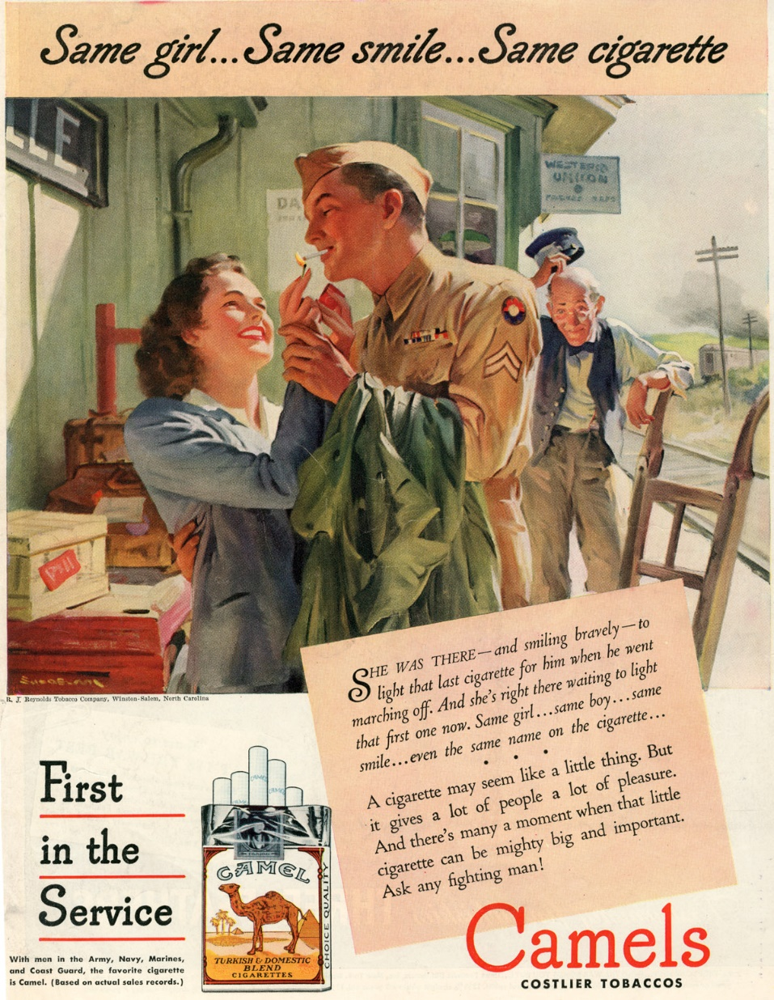 Same girl...Same smile...Same cigarette
LLE
DA
WESTERN
UNION
R. J. Reynolds Tobacco Company, Winston-Salem, North Carolina
SHE WAS THERE—and smiling bravely—to
light that last cigarette for him when he went
marching off. And she's right there waiting to light
that first one now. Same girl...same boy...same
smile...even the same name on the cigarette...
• • •
A cigarette may seem like a little thing. But
it gives a lot of people a lot of pleasure.
And there's many a moment when that little
cigarette can be mighty big and important.
Ask any fighting man!
First
in the
Service
With men in the Army, Navy, Marines,
and Coast Guard, the favorite cigarette
is Camel. (Based on actual sales records.)
CAMEL
CAMEL
CAMEL
CHOICE QUALITY
TURKISH & DOMESTIC
BLEND
CIGARETTES
Camels
COSTLIER TOBACCOS